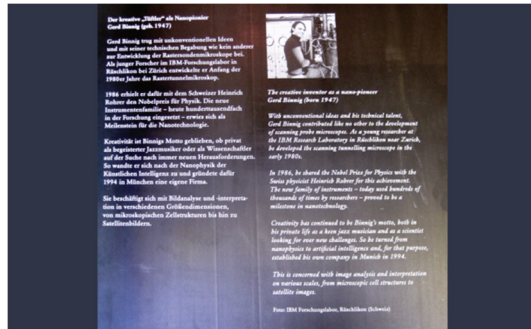 Der kreative „Tüftler“ als Nanopionier
Gerd Binnig (geb. 1947)
Gerd Binnig trug mit unkonventionellen Ideen
und mit seiner technischen Begabung wie kein anderer
zur Entwicklung der Rastersondenmikroskope bei.
Als junger Forscher im IBM-Forschungslabor in
Rüschlikon bei Zürich entwickelte er Anfang der
1980er Jahre das Rastertunnelmikroskop.
1986 erhielt er dafür mit dem Schweizer Heinrich
Rohrer den Nobelpreis für Physik. Die neue
Instrumentenfamilie – heute hunderttausendfach
in der Forschung eingesetzt – erwies sich als
Meilenstein für die Nanotechnologie.
Kreativität ist Binnigs Motto geblieben, ob privat
als begeisterter Jazzmusiker oder als Wissenschaftler
auf der Suche nach immer neuen Herausforderungen.
So wandte er sich nach der Nanophysik der
Künstlichen Intelligenz zu und gründete dafür
1994 in München eine eigene Firma.
Sie beschäftigt sich mit Bildanalyse und -interpreta-
tion in verschiedenen Größendimensionen,
von mikroskopischen Zellstrukturen bis hin zu
Satellitenbildern.
The creative inventor as a nano-pioneer
Gerd Binnig (born 1947)
With unconventional ideas and his technical talent,
Gerd Binnig contributed like no other to the development
of scanning probe microscopes. As a young researcher at
the IBM Research Laboratory in Rüschlikon near Zurich,
he developed the scanning tunnelling microscope in the
early 1980s.
In 1986, he shared the Nobel Prize for Physics with the
Swiss physicist Heinrich Rohrer for this achievement.
The new family of instruments – today used hundreds of
thousands of times by researchers – proved to be a
milestone in nanotechnology.
Creativity has continued to be Binnig's motto, both in
his private life as a keen jazz musician and as a scientist
looking for ever new challenges. So he turned from
nanophysics to artificial intelligence and, for that purpose,
established his own company in Munich in 1994.
This is concerned with image analysis and interpretation
on various scales, from microscopic cell structures to
satellite images.
Foto: IBM Forschungslabor, Rüschlikon (Schweiz)